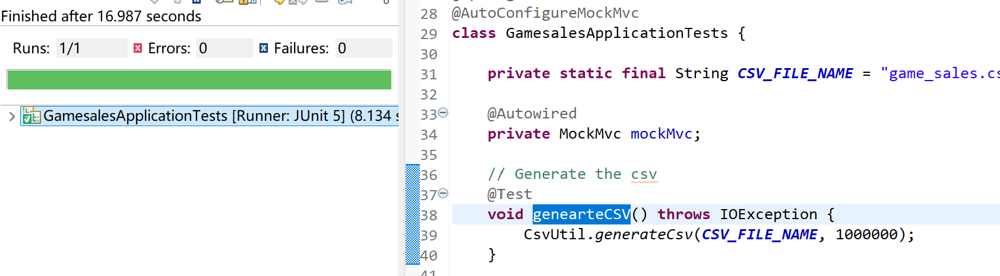 Finished after 16.987 seconds
Runs: 1/1 Errors: 0 Failures: 0
GamesalesApplicationTests [Runner: JUnit 5] (8.134 s
28 @AutoConfigureMockMvc
29 class GamesalesApplicationTests {
30
31 private static final String CSV_FILE_NAME = "game_sales.cs
32
33 @Autowired
34 private MockMvc mockMvc;
35
36 // Generate the csv
37 @Test
38 void genearteCSV() throws IOException {
39 CsvUtil.generateCsv(CSV_FILE_NAME, 1000000);
40 }
41